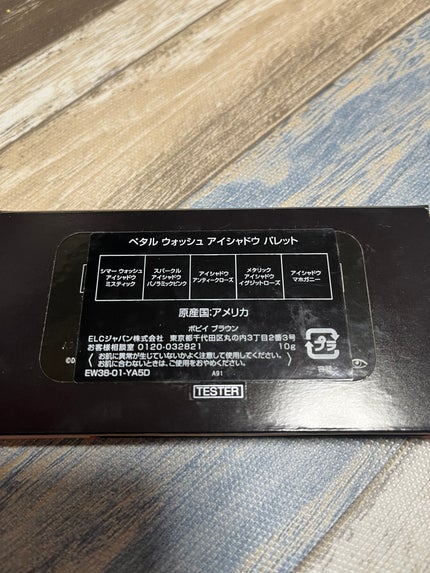 ペタル ウォッシュ アイシャドウ パレット
シマー ウォッシュ アイシャドウ ミスティック
スパークル アイシャドウ パノラミックピンク
アイシャドウ アンティークローズ
メタリック アイシャドウ イグジットローズ
アイシャドウ マホガニー
原産国:アメリカ
ボビイ ブラウン
ELCジャパン株式会社 東京都千代田区丸の内3丁目2番3号
お客様相談室 0120-032821 10g
お肌に異常が生じていないかよく注意して使用してください。
お肌に合わないときは、ご使用をおやめください。
プラ
EW38-01-YA5D
A91
TESTER